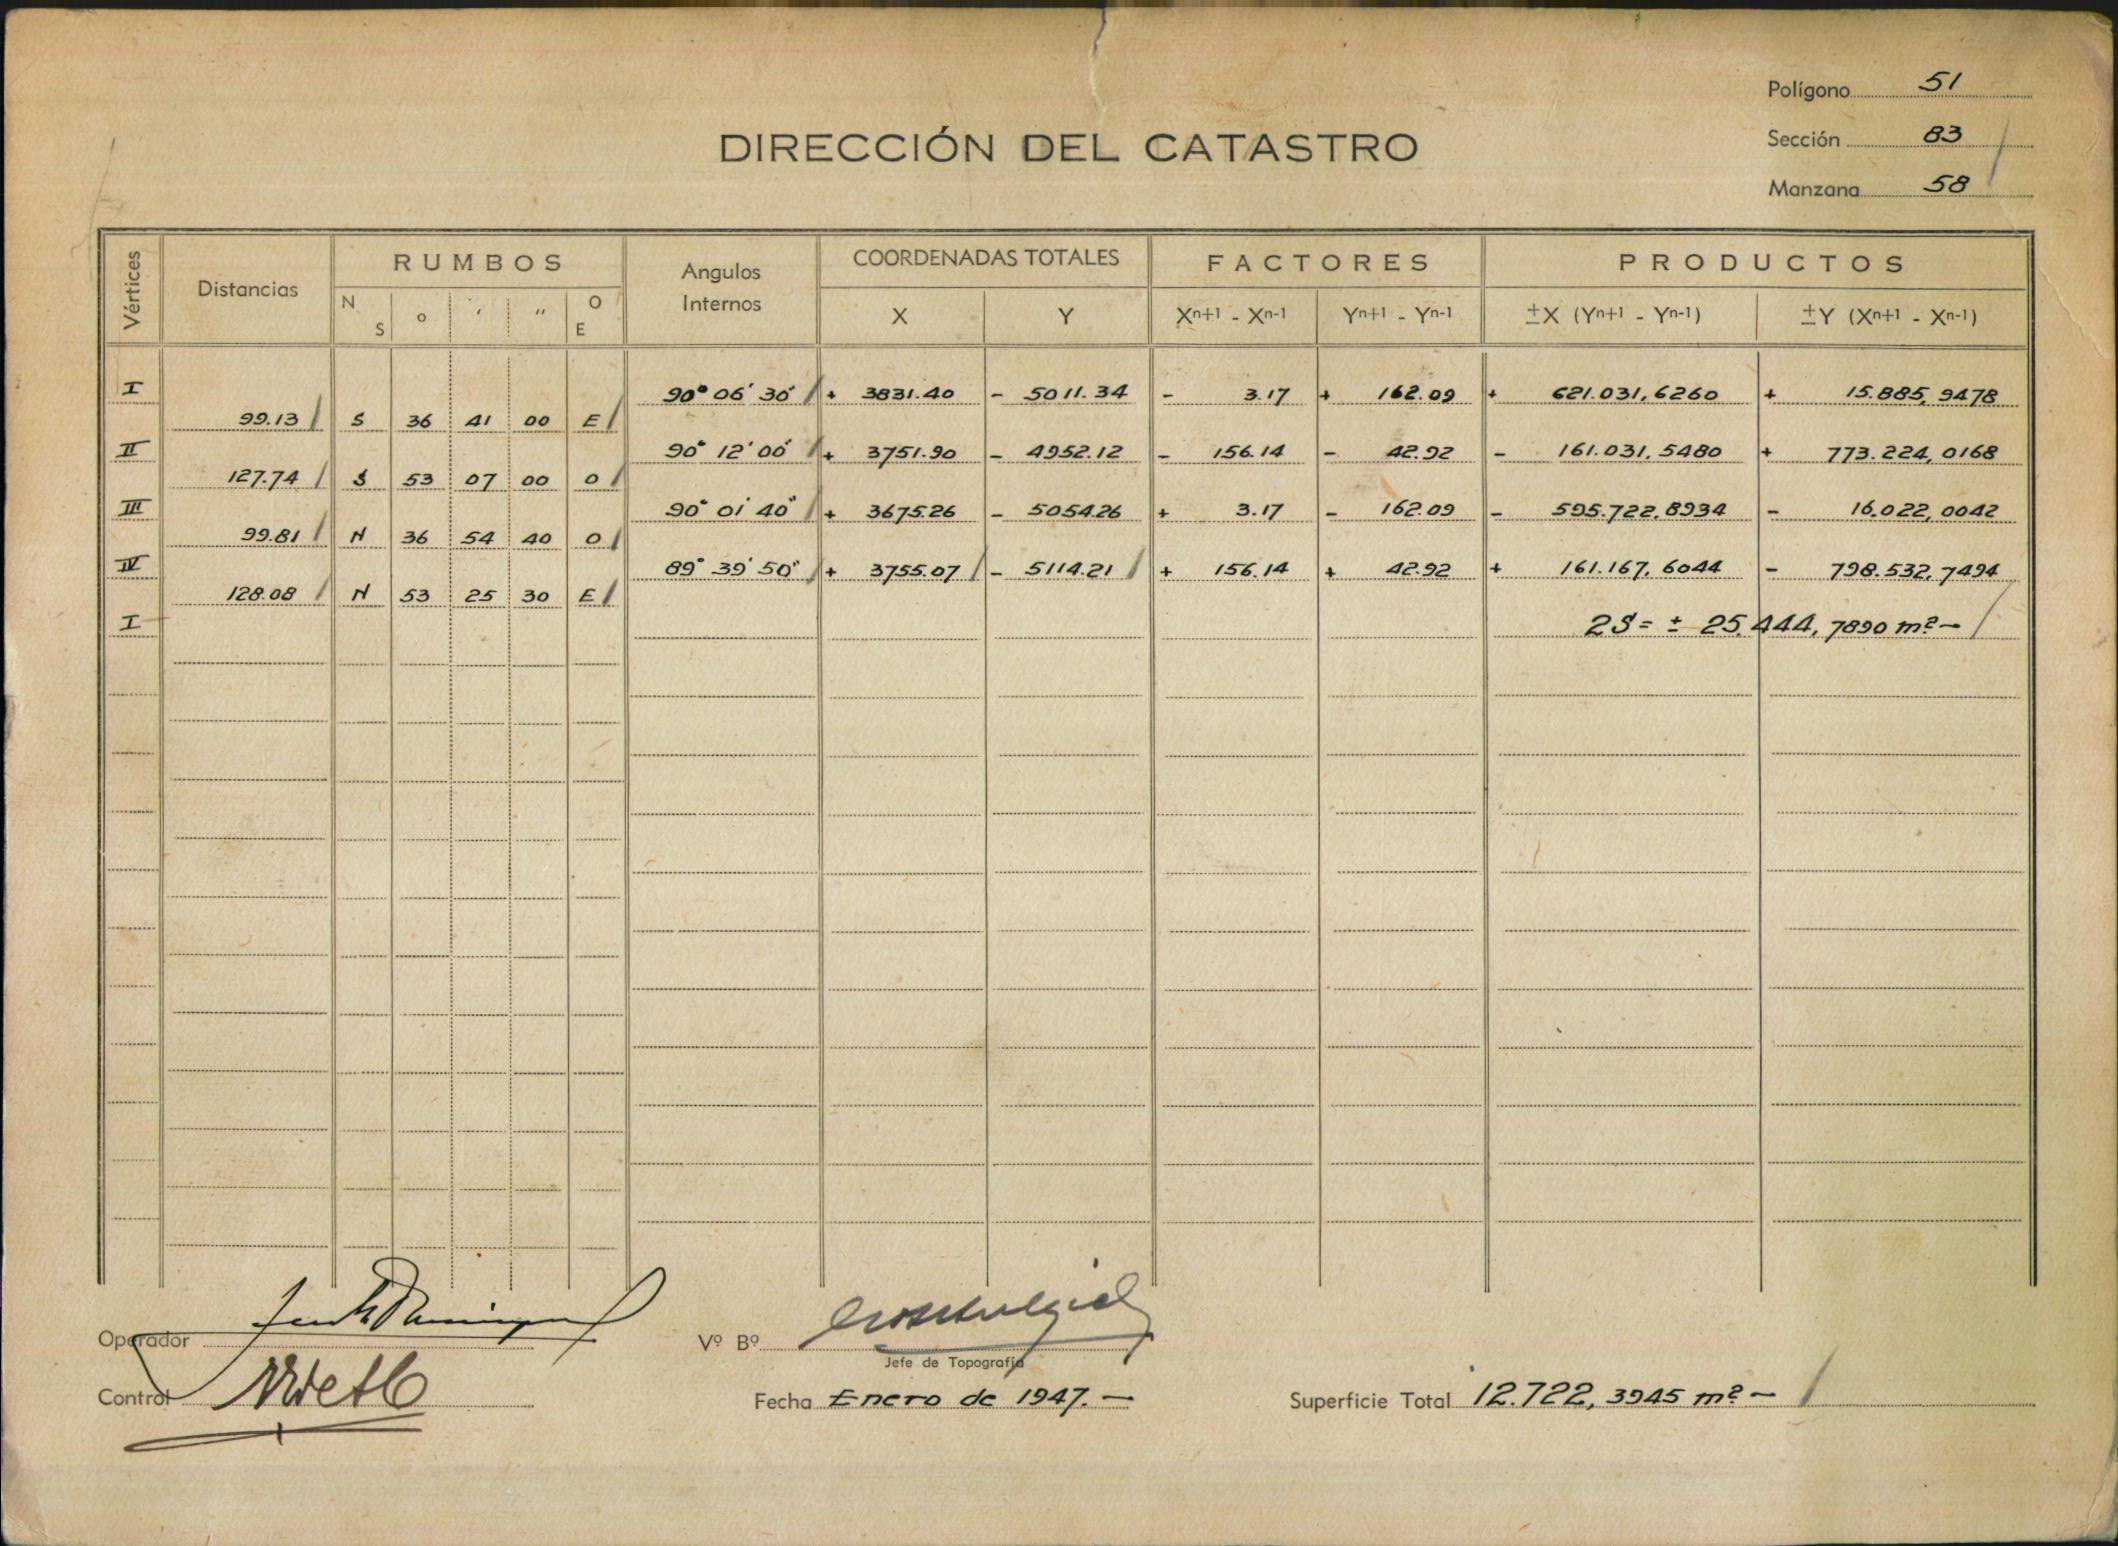 Polígono 51
DIRECCIÓN DEL CATASTRO
Sección 83
Manzana 58
Vértices Distancias RUMBOS Angulos Internos COORDENADAS TOTALES FACTORES PRODUCTOS
N S o ' '' O E X Y Xn+1 - Xn-1 Yn+1 - Yn-1 ±X (Yn+1 - Yn-1) ±Y (Xn+1 - Xn-1)
I 90° 06' 30" + 3831.40 - 5011.34 - 3.17 + 162.09 + 621.031,6260 + 15.885,9478
99.13 S 36 41 00 E
II 90° 12' 00" + 3751.90 - 4952.12 - 156.14 - 42.92 - 161.031,5480 + 773.224,0168
127.74 S 53 07 00 O
III 90° 01' 40" + 3675.26 - 5054.26 + 3.17 - 162.09 - 595.722,8934 - 16.022,0042
99.81 N 36 54 40 O
IV 89° 39' 50" + 3755.07 - 5114.21 + 156.14 + 42.92 + 161.167,6044 - 798.532,7494
128.08 N 53 25 30 E
I 2S = ± 25.444,7890 m² -
Operador
Vº Bº
Jefe de Topografía
Control
Fecha Enero de 1947. -
Superficie Total 12.722,3945 m² -